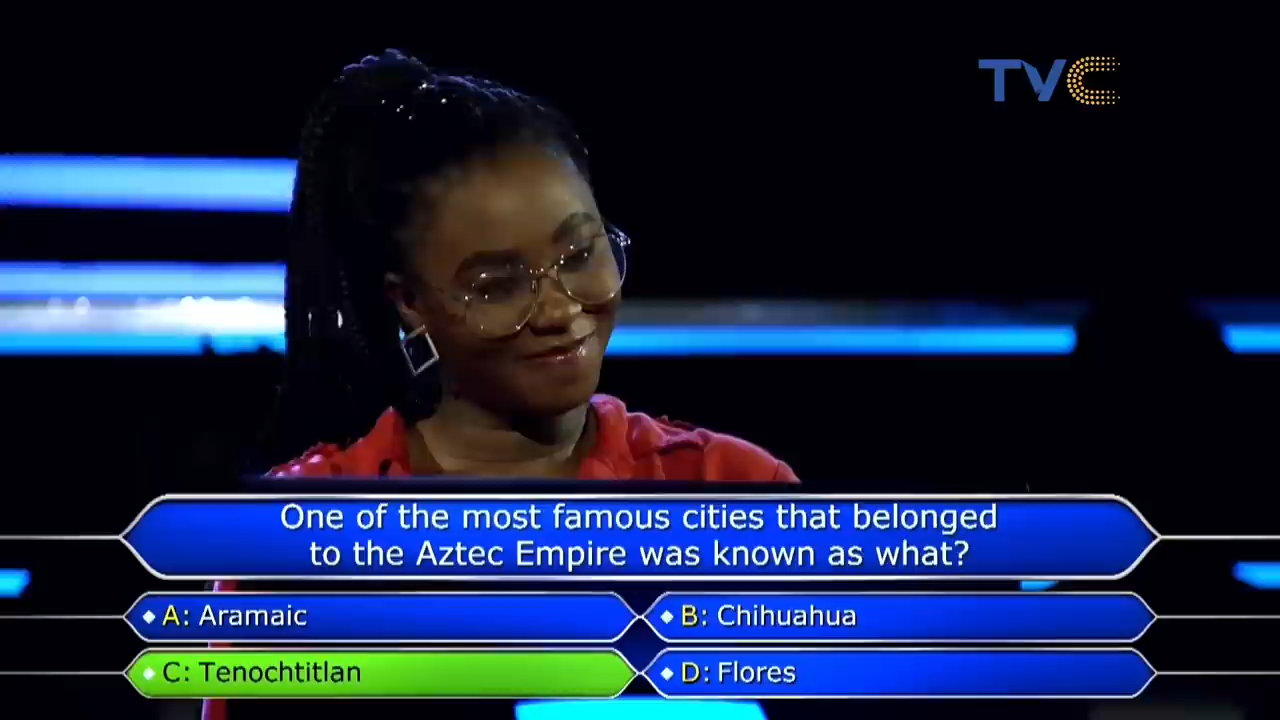 TVC
One of the most famous cities that belonged
to the Aztec Empire was known as what?
A: Aramaic
B: Chihuahua
C: Tenochtitlan
D: Flores